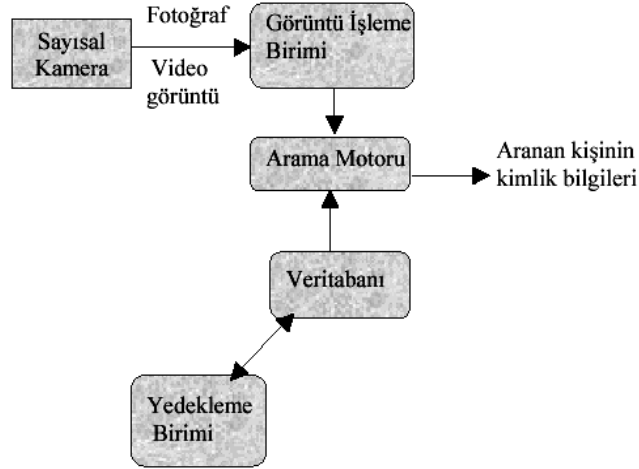 Sayısal
Kamera
Fotoğraf
Video
görüntü
Görüntü İşleme
Birimi
Arama Motoru
Aranan kişinin
kimlik bilgileri
Veritabanı
Yedekleme
Birimi